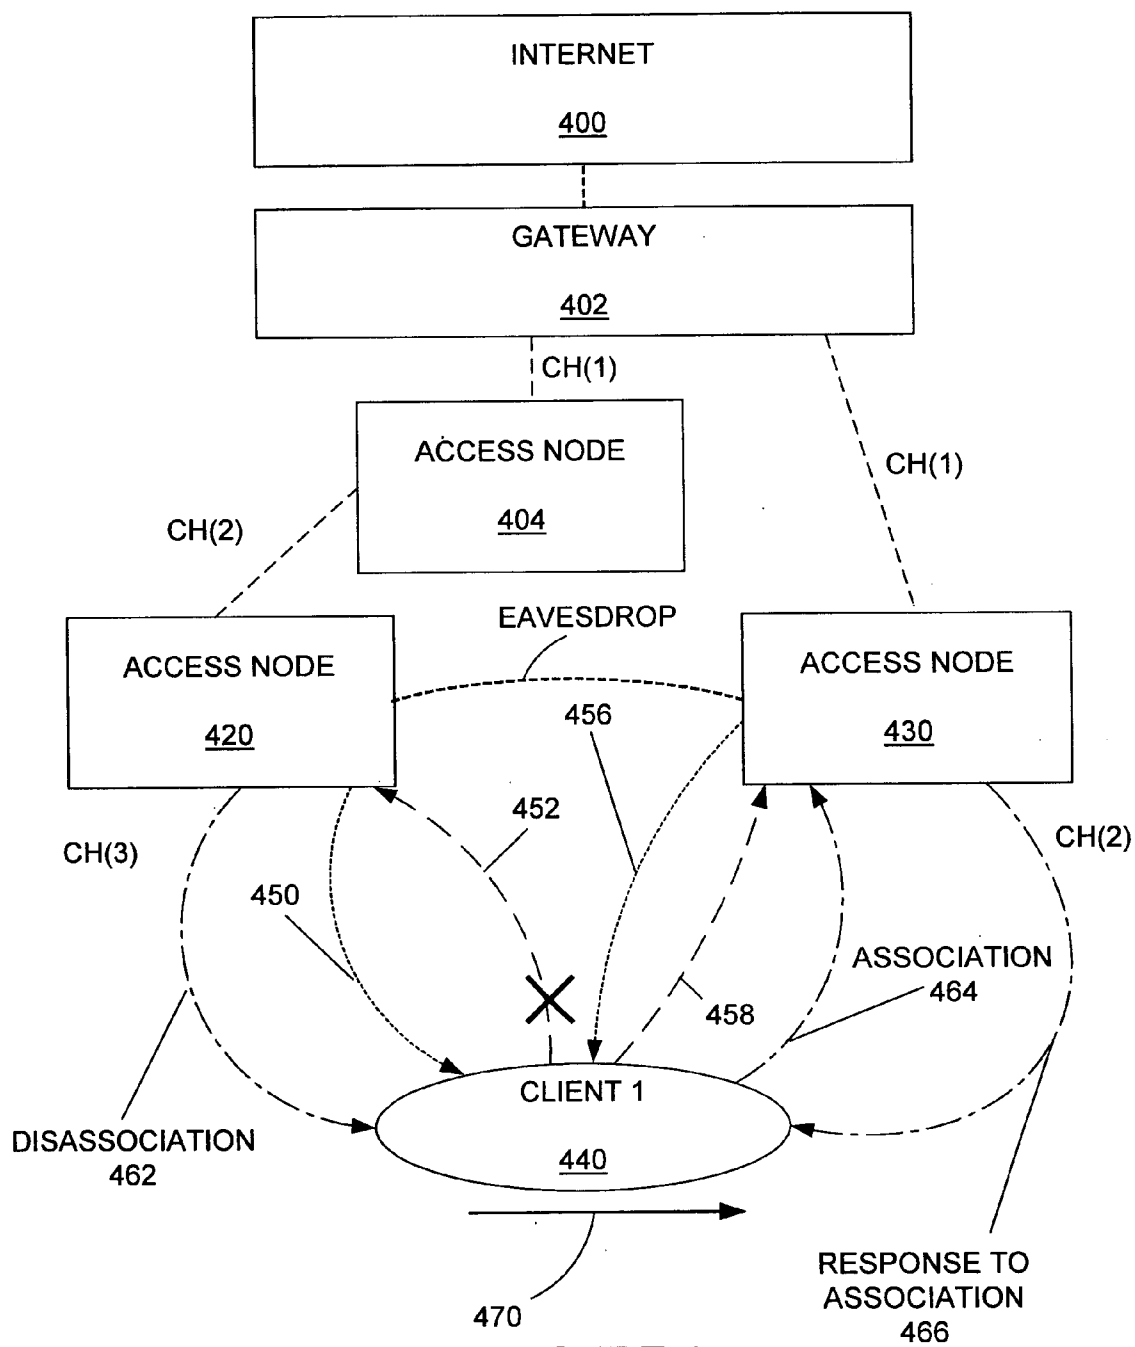 INTERNET
400
GATEWAY
402
CH(1)
ACCESS NODE
404
CH(1)
CH(2)
EAVESDROP
ACCESS NODE
420
ACCESS NODE
430
456
452
CH(3)
CH(2)
450
ASSOCIATION
464
458
CLIENT 1
440
DISASSOCIATION
462
470
RESPONSE TO
ASSOCIATION
466